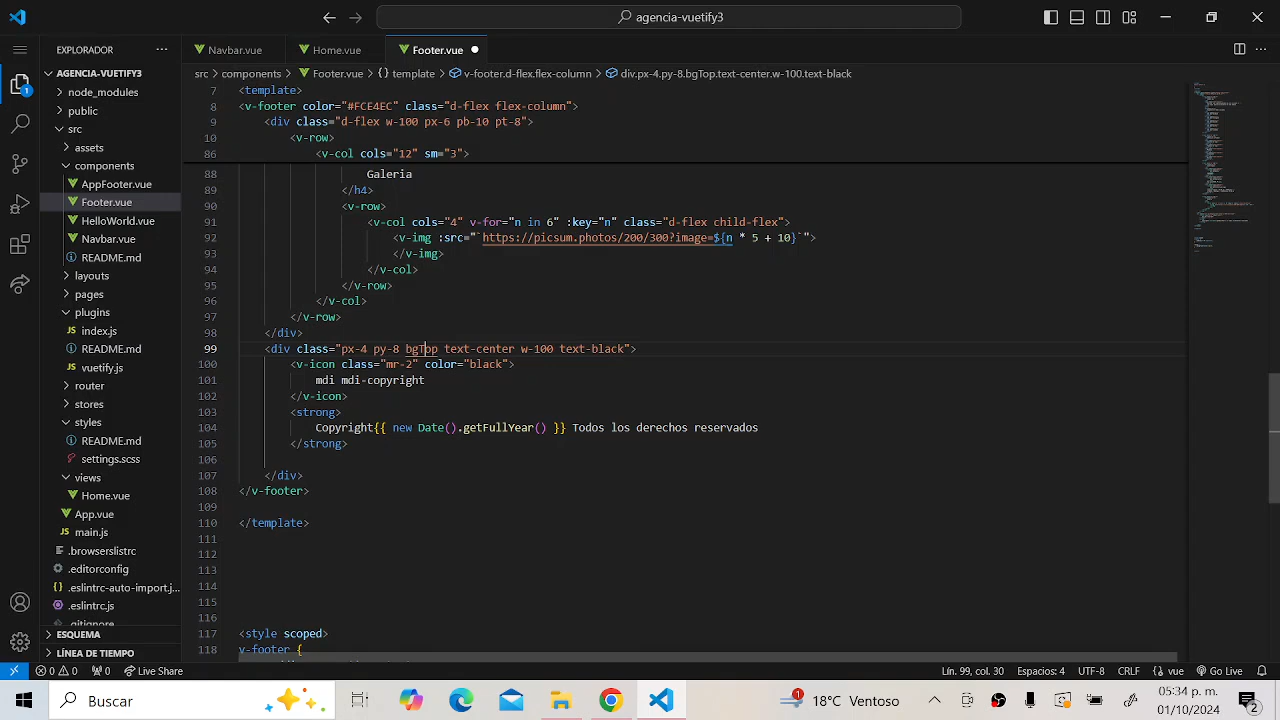 agencia-vuetify3
EXPLORADOR
Navbar.vue
Home.vue
Footer.vue
AGENCIA-VUETIFY3
node_modules
public
src
assets
components
AppFooter.vue
Footer.vue
HelloWorld.vue
Navbar.vue
README.md
layouts
pages
plugins
index.js
README.md
vuetify.js
router
stores
styles
README.md
settings.scss
views
Home.vue
App.vue
main.js
.browserslistrc
.editorconfig
.eslintrc-auto-import.j...
.eslintrc.js
.gitignore
ESQUEMA
LÍNEA DE TIEMPO
src > components > Footer.vue > {} template > v-footer.d-flex.flex-column > div.px-4.py-8.bgTop.text-center.w-100.text-black
7 <template>
8 <v-footer color="#FCE4EC" class="d-flex flex-column">
9 <div class="d-flex w-100 px-6 pb-10 pt-8">
10 <v-row>
86 <v-col cols="12" sm="3">
88 Galeria
89 </h4>
90 <v-row>
91 <v-col cols="4" v-for="n in 6" :key="n" class="d-flex child-flex">
92 <v-img :src="`https://picsum.photos/200/300?image=${n * 5 + 10}`">
93 </v-img>
94 </v-col>
95 </v-row>
96 </v-col>
97 </v-row>
98 </div>
99 <div class="px-4 py-8 bgTop text-center w-100 text-black">
100 <v-icon class="mr-2" color="black">
101 mdi mdi-copyright
102 </v-icon>
103 <strong>
104 Copyright{{ new Date().getFullYear() }} Todos los derechos reservados
105 </strong>
106
107 </div>
108 </v-footer>
109
110 </template>
111
112
113
114
115
116
117 <style scoped>
118 v-footer {
0 0 0 Live Share Lín. 99, col. 30 Espacios: 4 UTF-8 CRLF {} vue Go Live
Buscar
1
18°C Ventoso
05:34 p. m.
01/10/2024
2